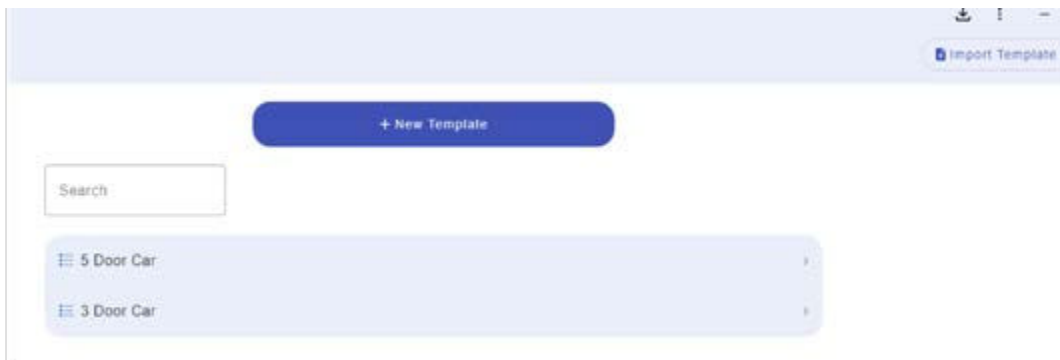 Import Template
+ New Template
Search
5 Door Car
3 Door Car